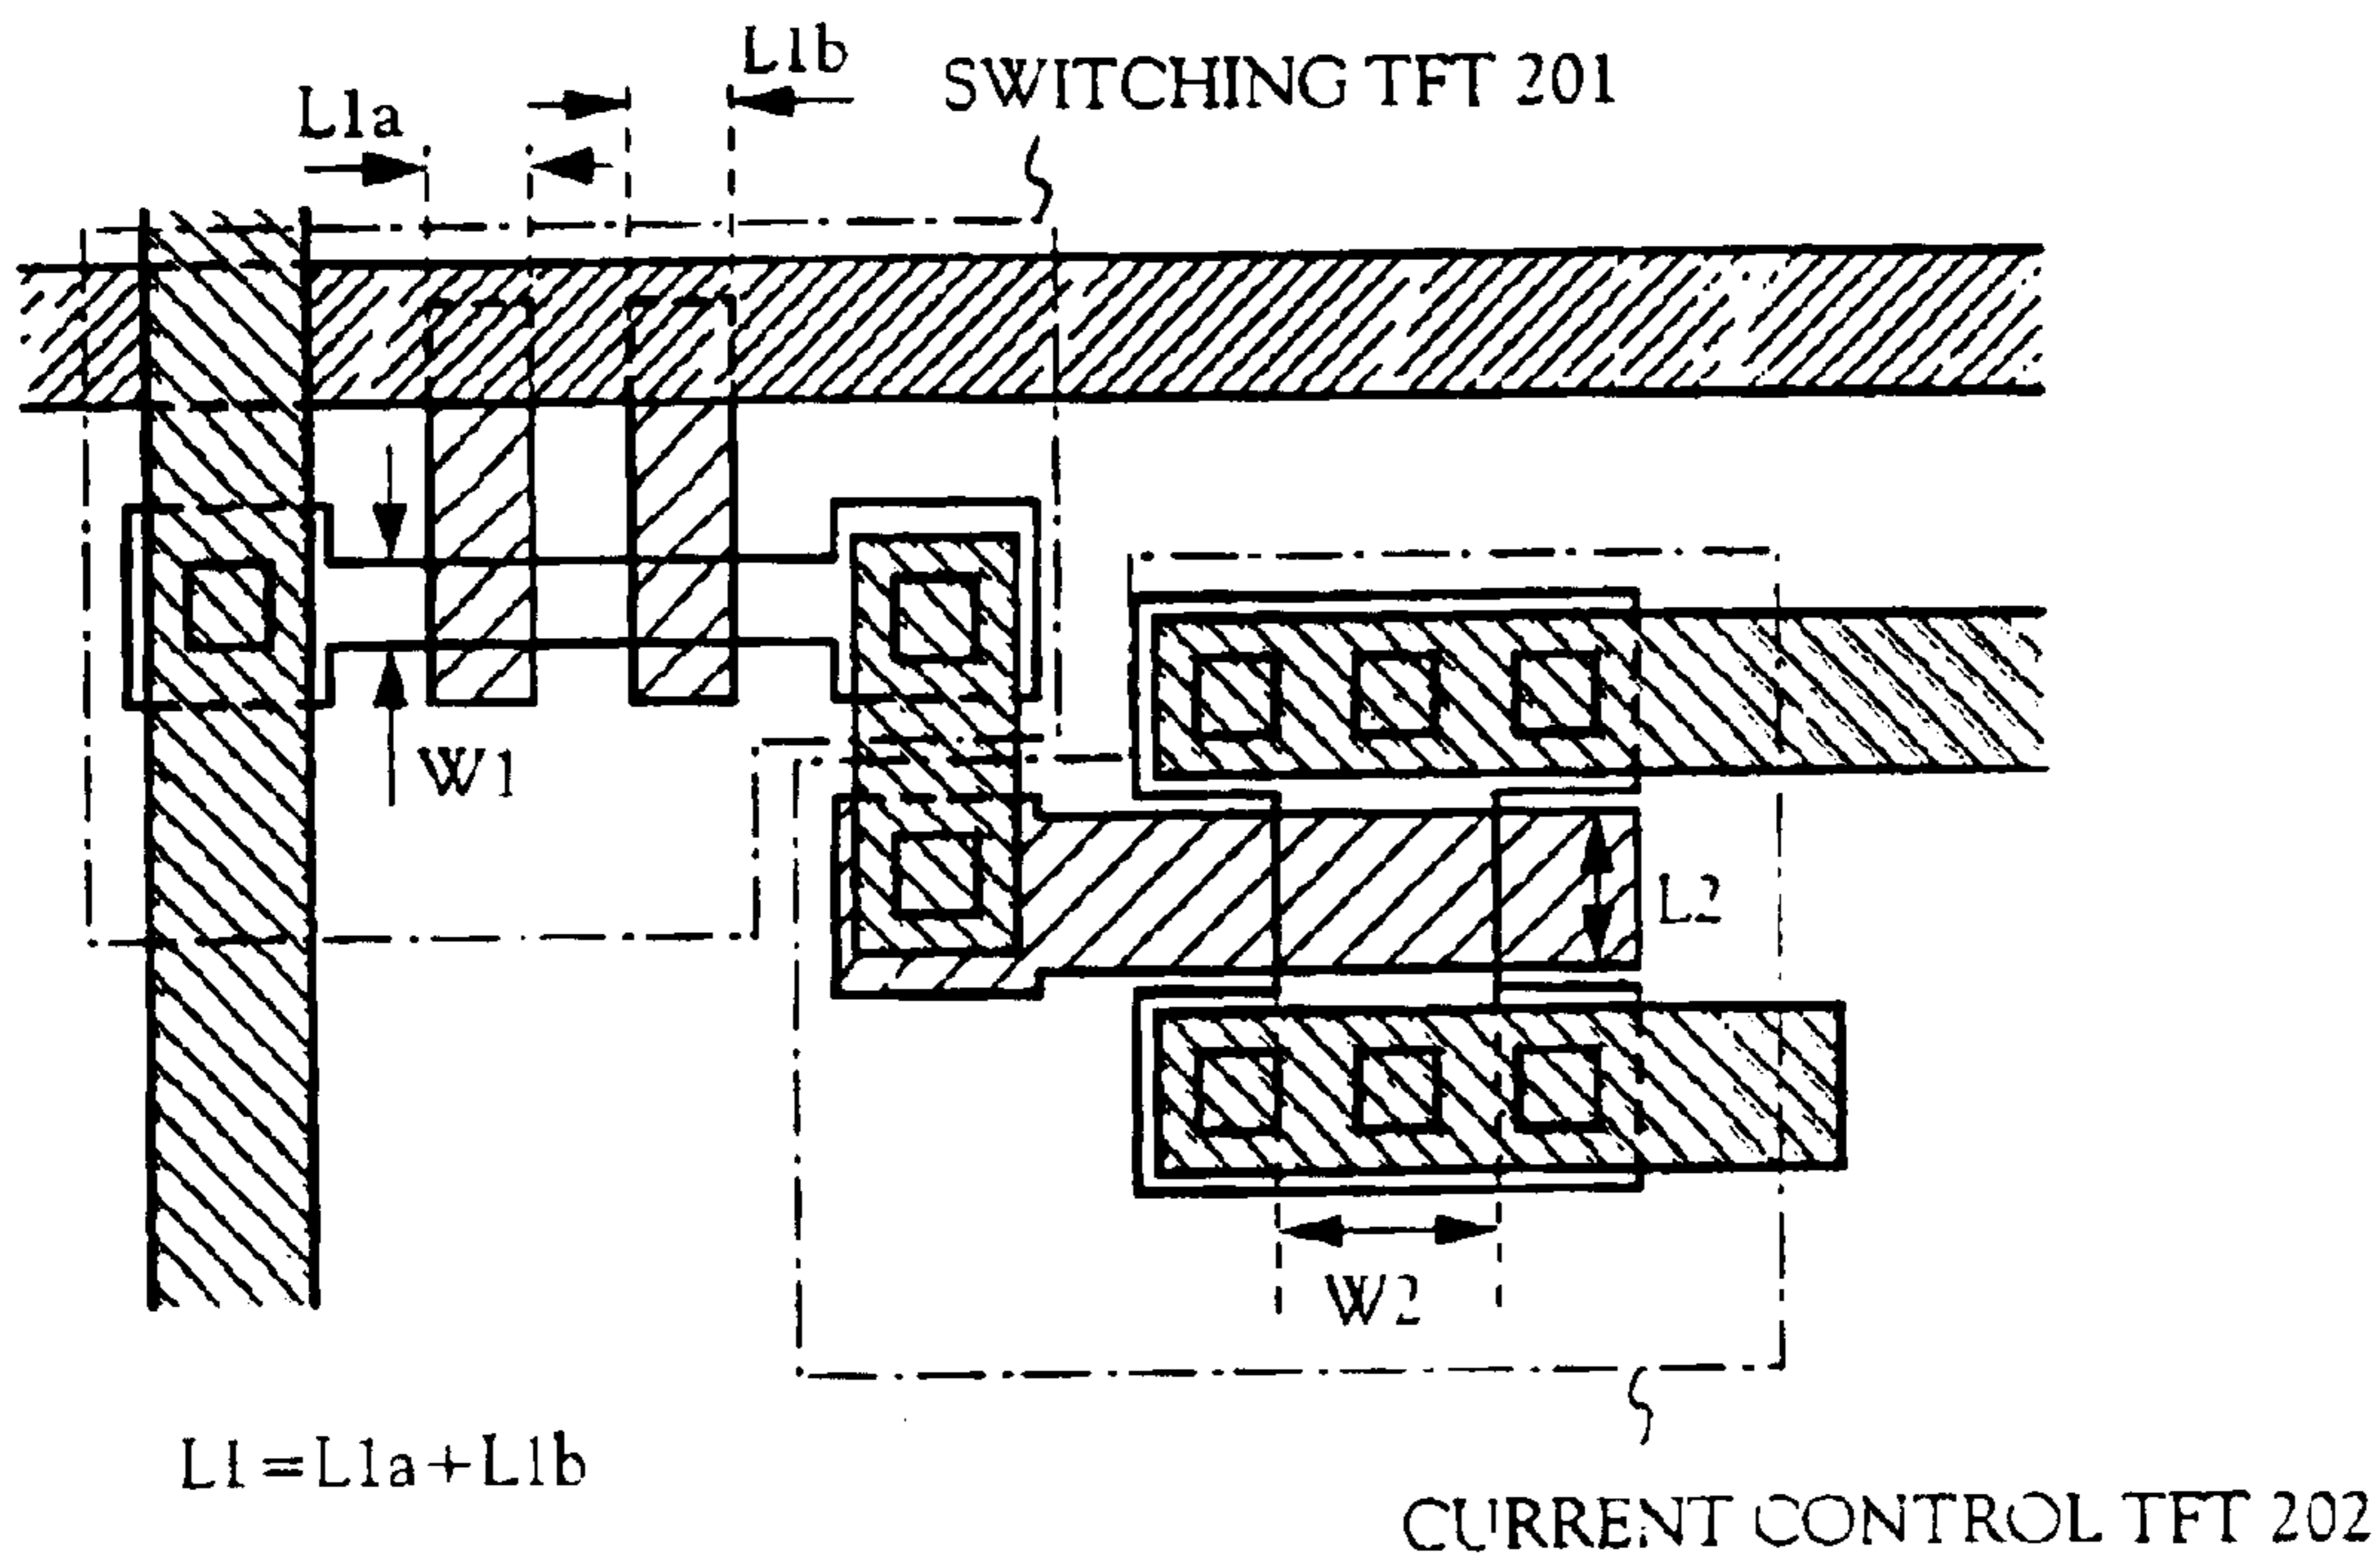 L1b
SWITCHING TFT 201
L1a
W1
L2
W2
L1=L1a+L1b
CURRENT CONTROL TFT 202